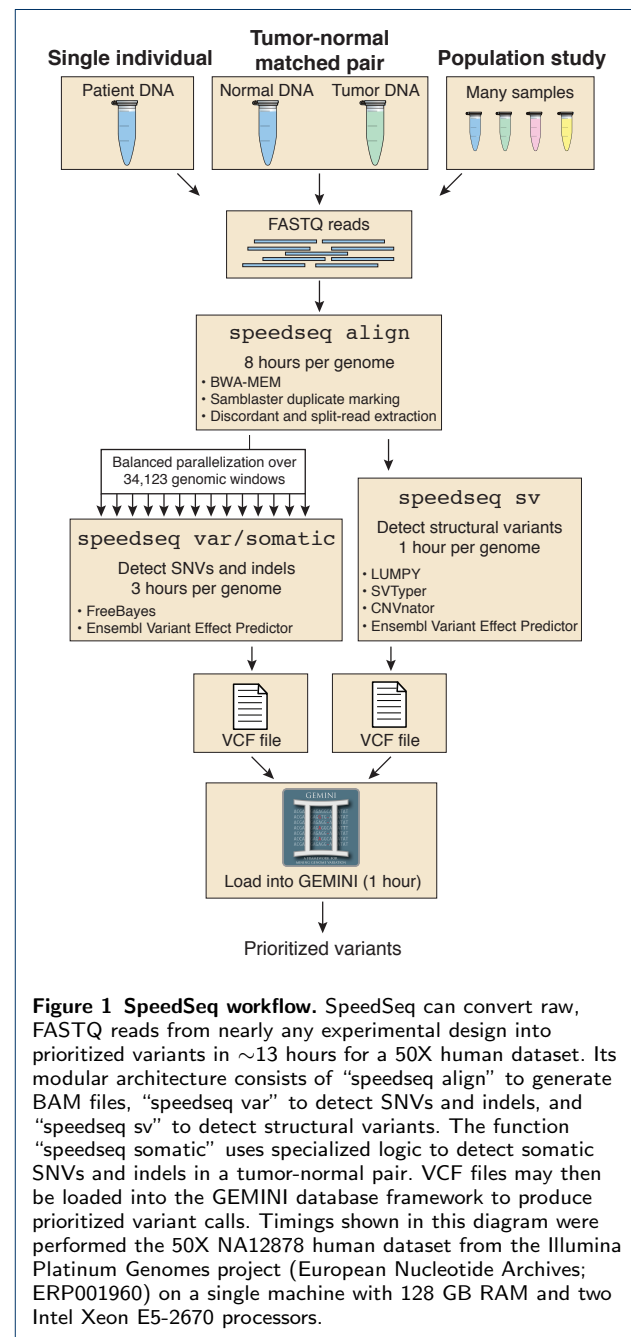 Single individual
Tumor-normal
matched pair
Population study
Patient DNA
Normal DNA
Tumor DNA
Many samples
FASTQ reads
speedseq align
8 hours per genome
• BWA-MEM
• Samblaster duplicate marking
• Discordant and split-read extraction
Balanced parallelization over
34,123 genomic windows
speedseq var/somatic
Detect SNVs and indels
3 hours per genome
• FreeBayes
• Ensembl Variant Effect Predictor
speedseq sv
Detect structural variants
1 hour per genome
• LUMPY
• SVTyper
• CNVnator
• Ensembl Variant Effect Predictor
VCF file
VCF file
GEMINI
Load into GEMINI (1 hour)
Prioritized variants
Figure 1 SpeedSeq workflow. SpeedSeq can convert raw,
FASTQ reads from nearly any experimental design into
prioritized variants in ∼13 hours for a 50X human dataset. Its
modular architecture consists of “speedseq align” to generate
BAM files, “speedseq var” to detect SNVs and indels, and
“speedseq sv” to detect structural variants. The function
“speedseq somatic” uses specialized logic to detect somatic
SNVs and indels in a tumor-normal pair. VCF files may then
be loaded into the GEMINI database framework to produce
prioritized variant calls. Timings shown in this diagram were
performed the 50X NA12878 human dataset from the Illumina
Platinum Genomes project (European Nucleotide Archives;
ERP001960) on a single machine with 128 GB RAM and two
Intel Xeon E5-2670 processors.